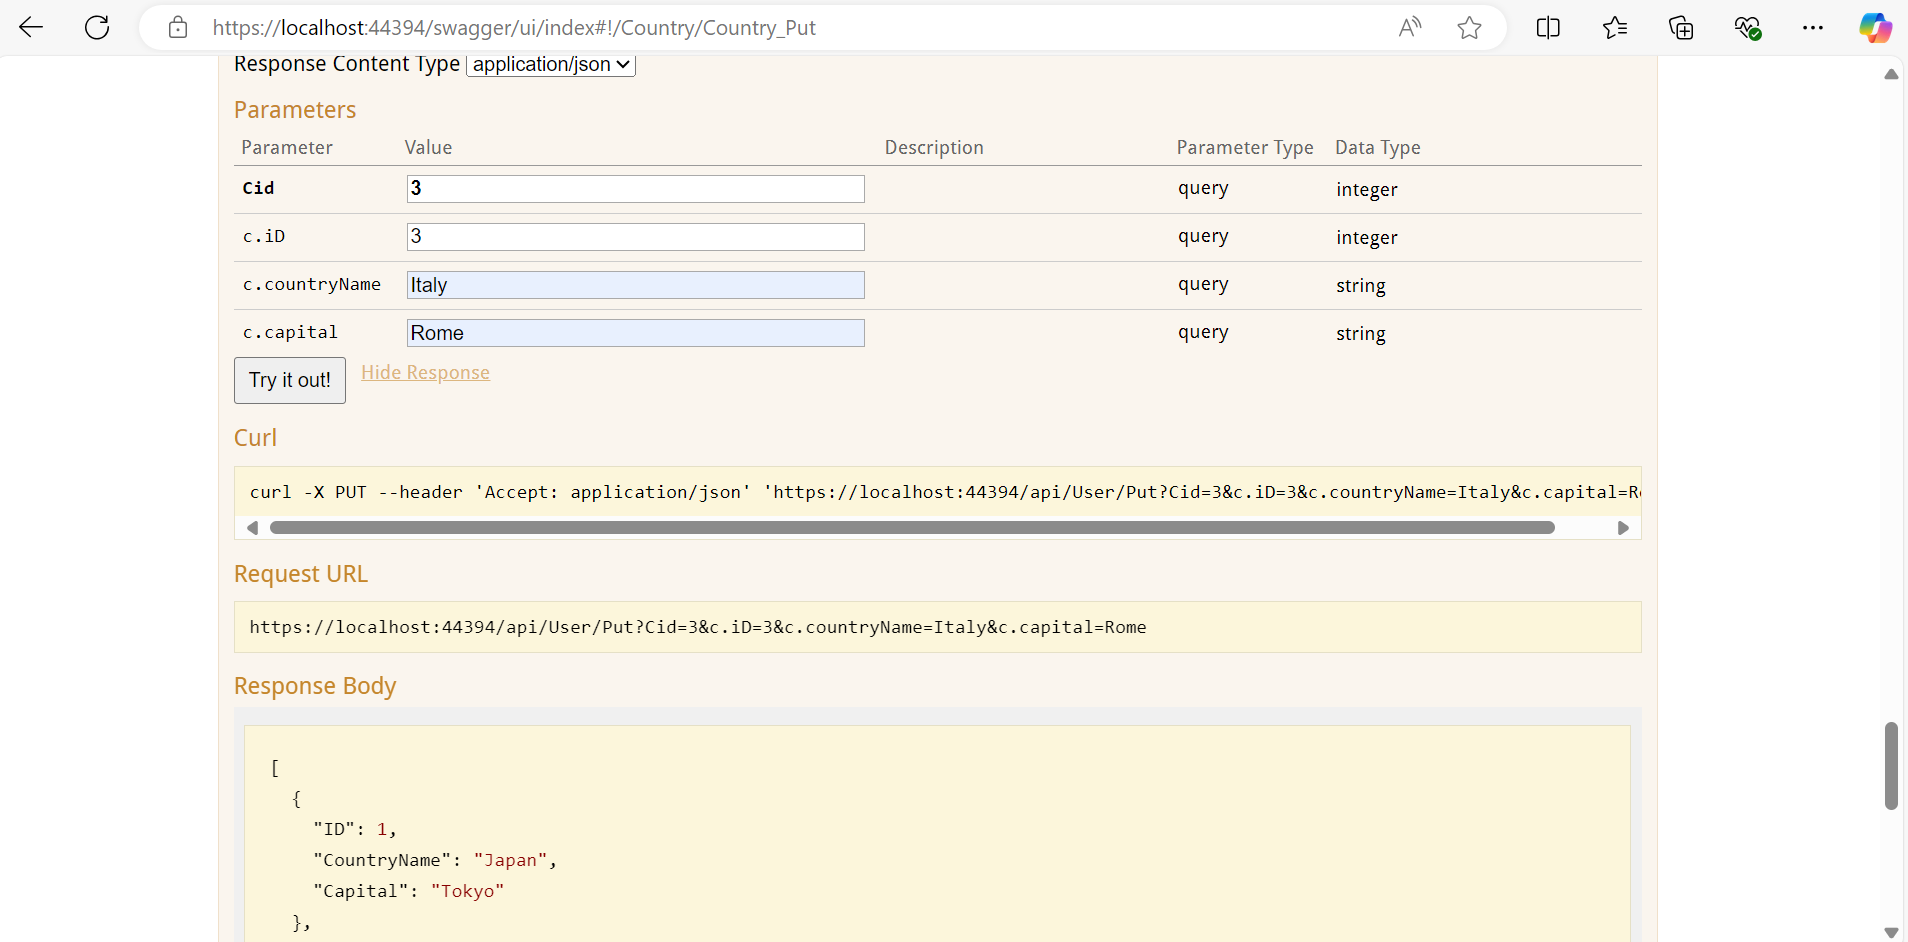 https://localhost:44394/swagger/ui/index#!/Country/Country_Put
Response Content Type application/json
Parameters
Parameter Value Description Parameter Type Data Type
Cid 3 query integer
c.iD 3 query integer
c.countryName Italy query string
c.capital Rome query string
Try it out! Hide Response
Curl
curl -X PUT --header 'Accept: application/json' 'https://localhost:44394/api/User/Put?Cid=3&c.iD=3&c.countryName=Italy&c.capital=R
Request URL
https://localhost:44394/api/User/Put?Cid=3&c.iD=3&c.countryName=Italy&c.capital=Rome
Response Body
[
{
"ID": 1,
"CountryName": "Japan",
"Capital": "Tokyo"
},